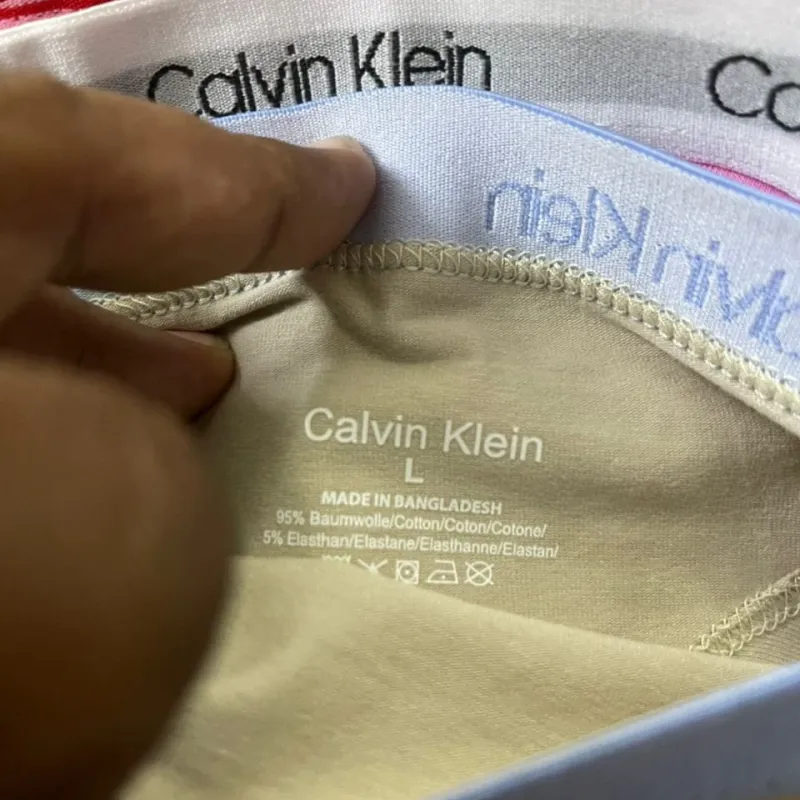 Calvin Klein
Calvin Klein
Calvin Klein
L
MADE IN BANGLADESH
95% Baumwolle/Cotton/Coton/Cotone/
5% Elasthan/Elastane/Elasthanne/Elastan/